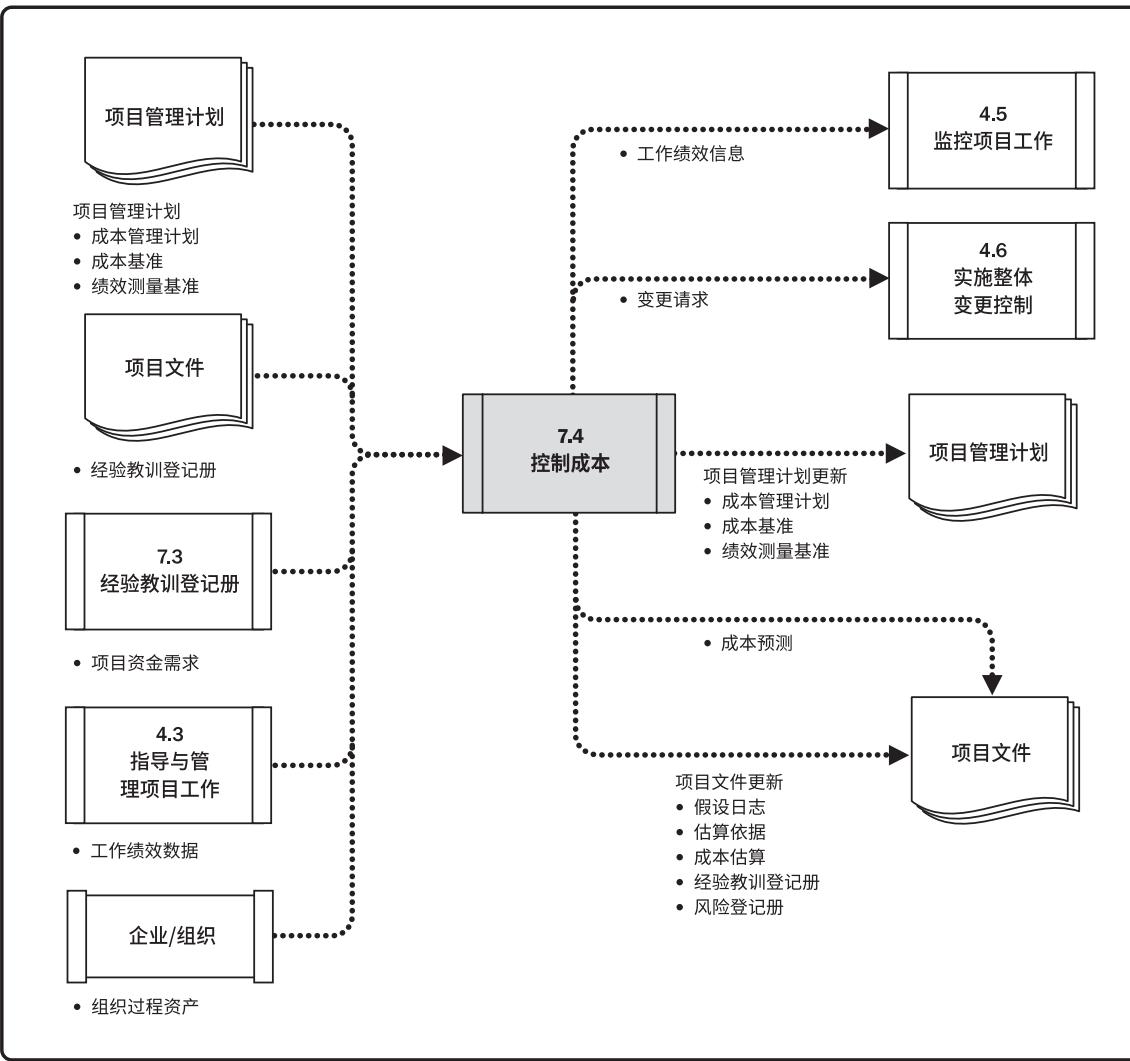 项目管理计划
项目管理计划
• 成本管理计划
• 成本基准
• 绩效测量基准
项目文件
• 经验教训登记册
7.3
经验教训登记册
• 项目资金需求
4.3
指导与管
理项目工作
• 工作绩效数据
企业/组织
• 组织过程资产
7.4
控制成本
• 工作绩效信息
4.5
监控项目工作
• 变更请求
4.6
实施整体
变更控制
项目管理计划更新
• 成本管理计划
• 成本基准
• 绩效测量基准
项目管理计划
• 成本预测
项目文件
项目文件更新
• 假设日志
• 估算依据
• 成本估算
• 经验教训登记册
• 风险登记册